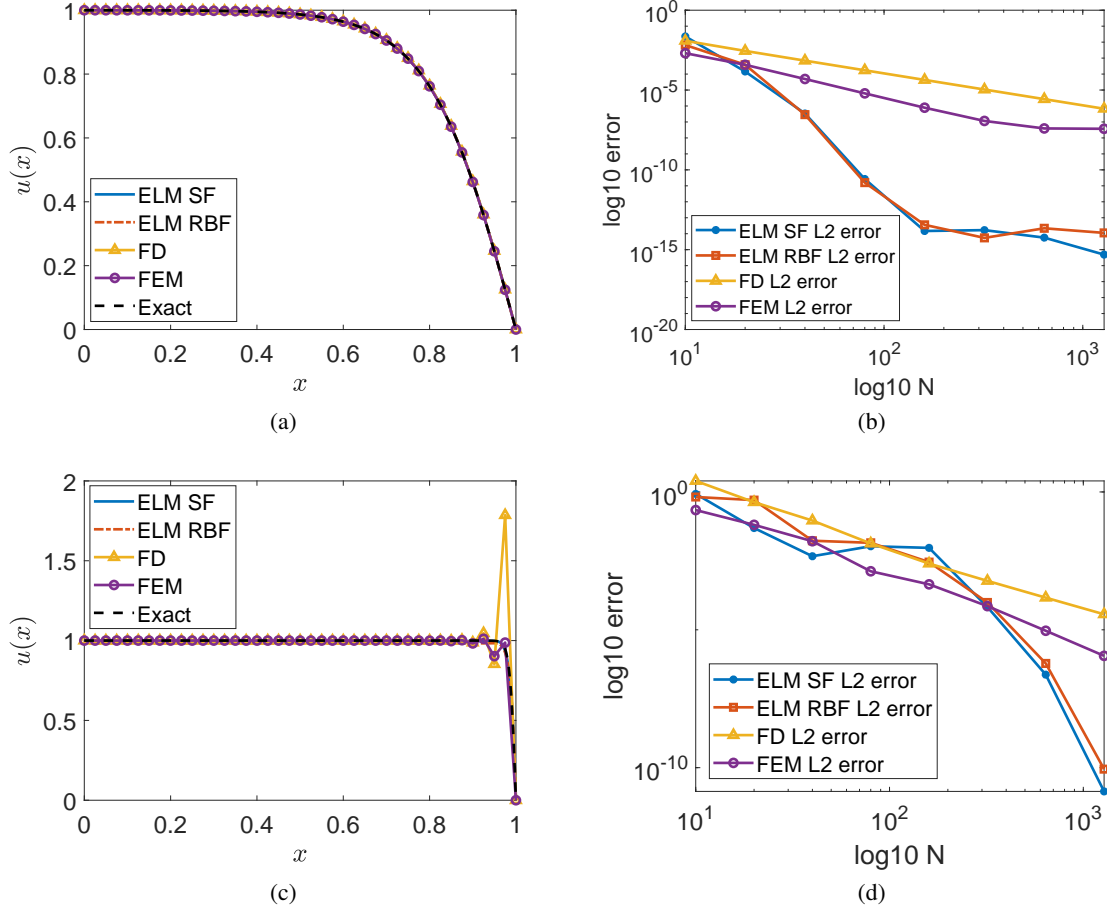 1
0.8
0.6
0.4
0.2
0
u(x)
ELM SF
ELM RBF
FD
FEM
Exact
0 0.2 0.4 0.6 0.8 1
x
(a)
10^0
10^-5
10^-10
10^-15
10^-20
log10 error
ELM SF L2 error
ELM RBF L2 error
FD L2 error
FEM L2 error
10^1 10^2 10^3
log10 N
(b)
2
1.5
1
0.5
0
u(x)
ELM SF
ELM RBF
FD
FEM
Exact
0 0.2 0.4 0.6 0.8 1
x
(c)
10^0
10^-10
log10 error
ELM SF L2 error
ELM RBF L2 error
FD L2 error
FEM L2 error
10^1 10^2 10^3
log10 N
(d)